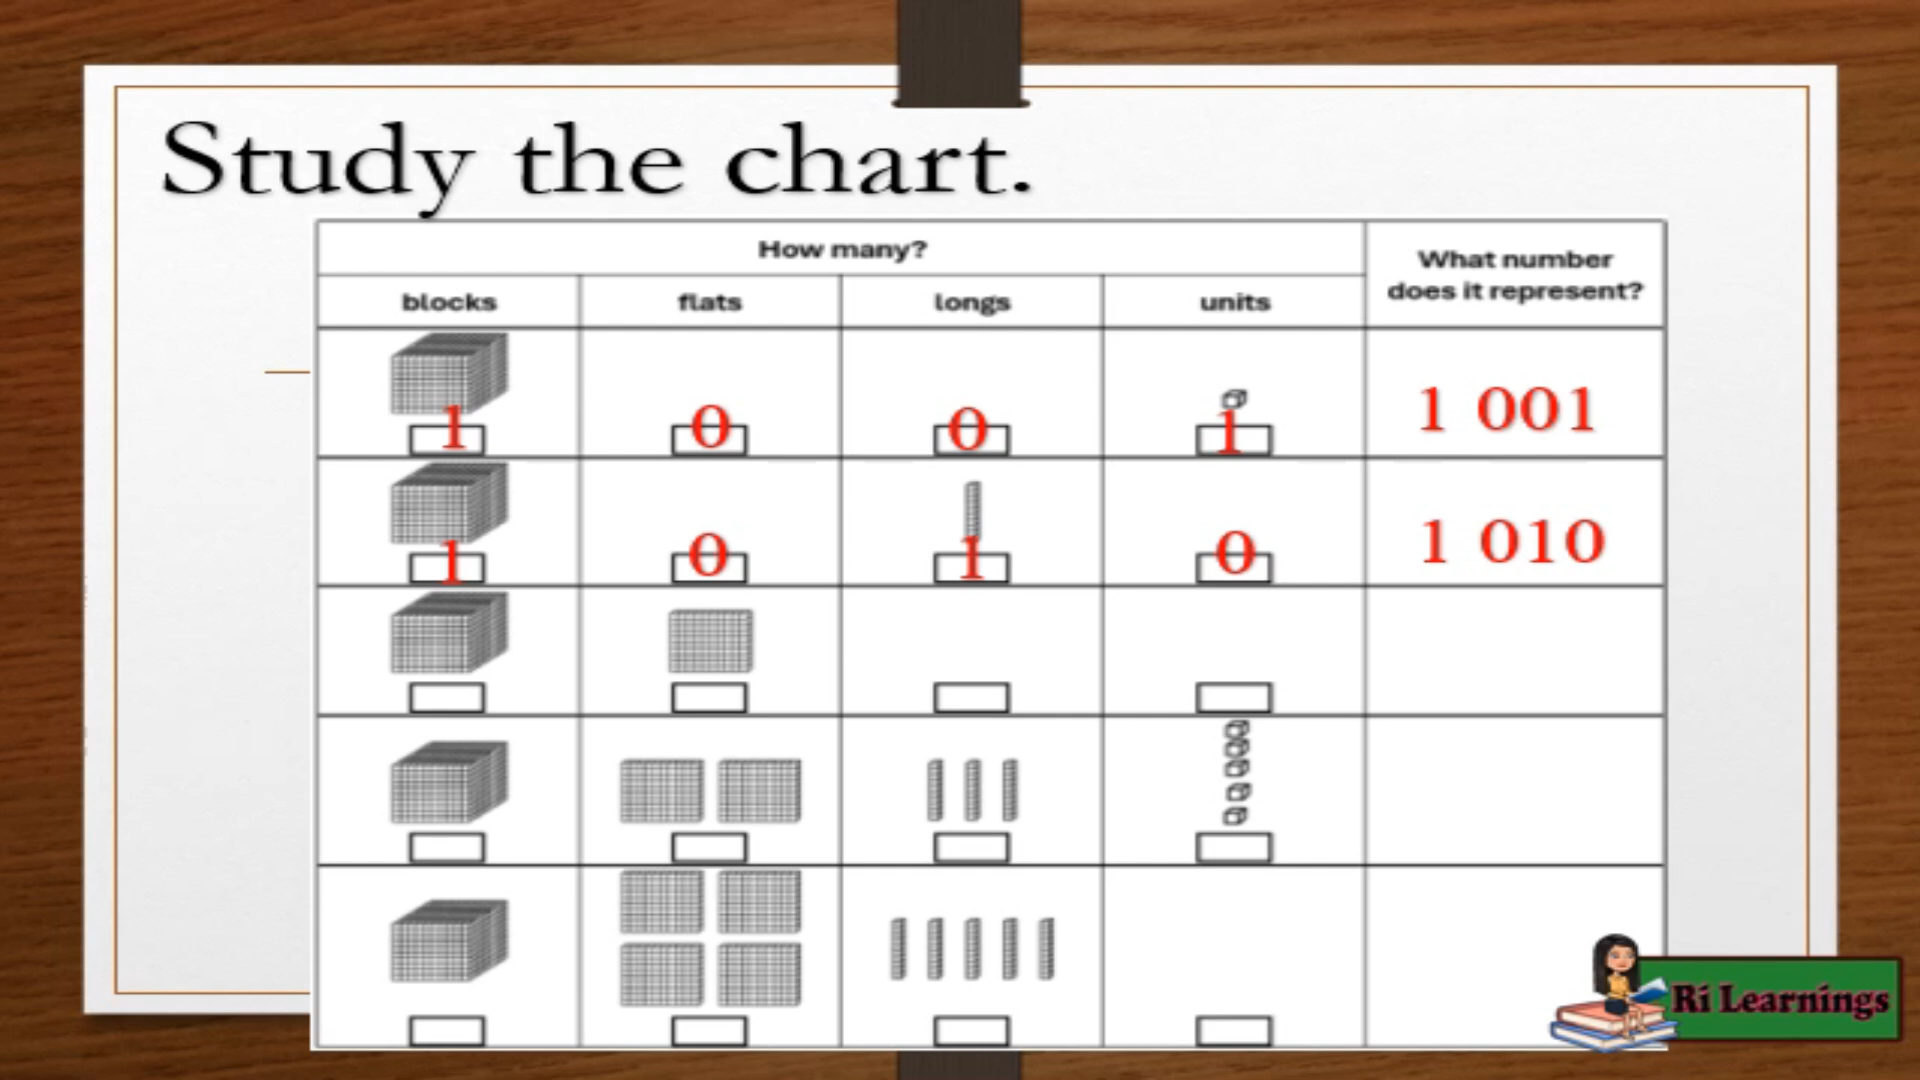 Study the chart.
How many?
What number
does it represent?
blocks flats longs units
1 0 0 1 1 001
1 0 1 0 1 010
Ri Learnings